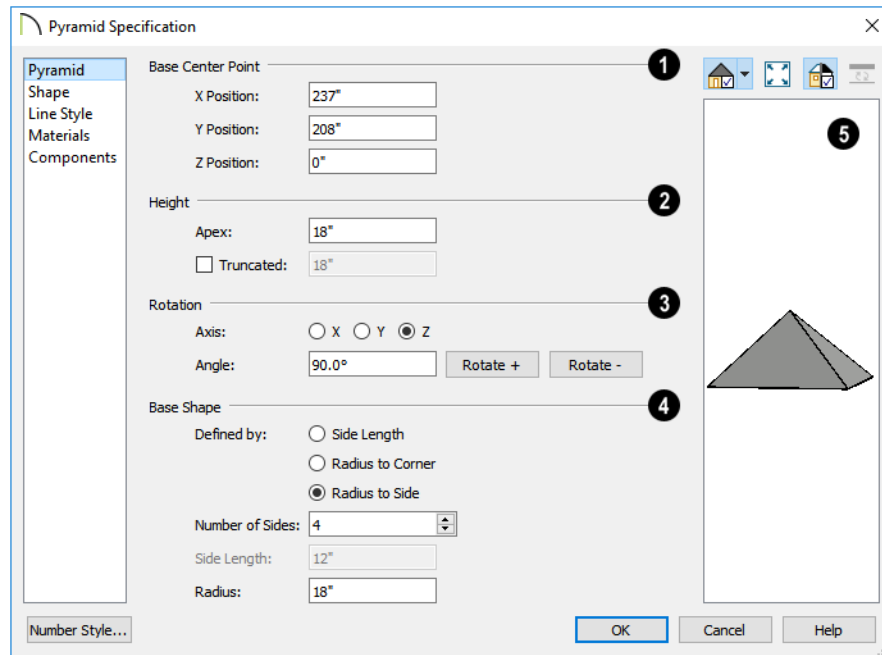 Pyramid Specification
Pyramid
Shape
Line Style
Materials
Components
Base Center Point
1
X Position: 237"
Y Position: 208"
Z Position: 0"
Height
2
Apex: 18"
Truncated: 18"
Rotation
3
Axis: X Y Z
Angle: 90.0° Rotate + Rotate -
Base Shape
4
Defined by: Side Length
Radius to Corner
Radius to Side
Number of Sides: 4
Side Length: 12"
Radius: 18"
5
Number Style... OK Cancel Help